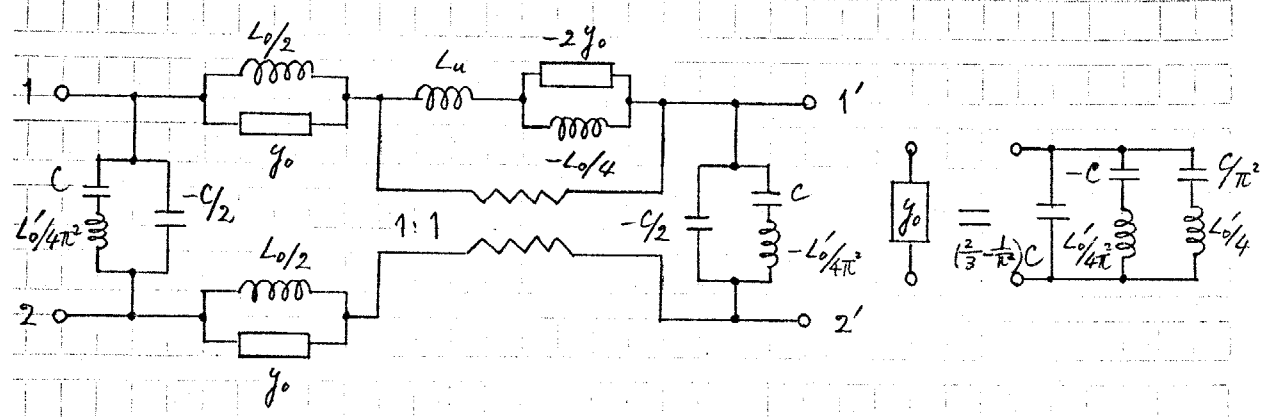 L₀/2
-2y₀
Lu
1
1'
y₀
-L₀/4
C
-C/2
L₀'/4π²
1:1
-C/2
C
-L₀'/4π²
y₀
=
(2/3-1/π²)C
-C
L₀'/4π²
C/π²
L₀'/4
L₀/2
2
2'
y₀